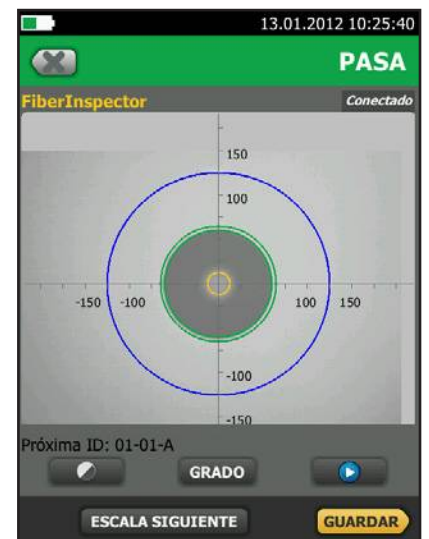 13.01.2012 10:25:40
PASA
FiberInspector Conectado
150
100
-150 -100 100 150
-100
-150
Próxima ID: 01-01-A
GRADO
ESCALA SIGUIENTE GUARDAR